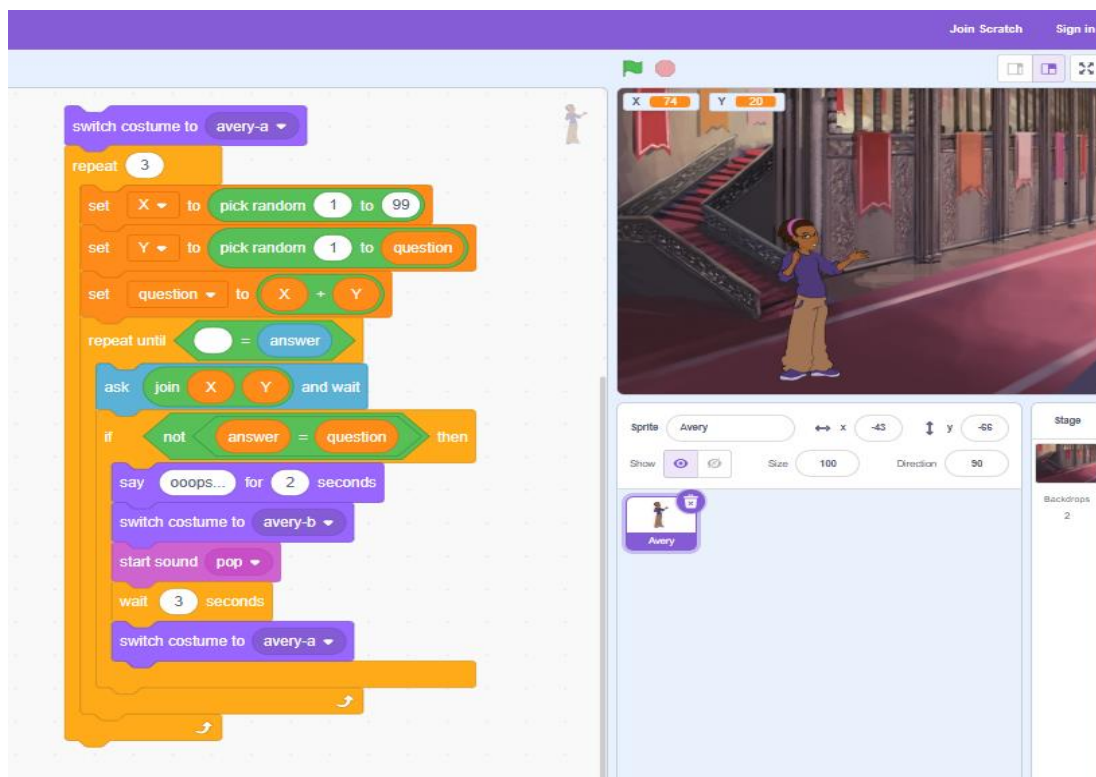 Join Scratch Sign in
X 74 Y 20
switch costume to avery-a
repeat 3
set X to pick random 1 to 99
set Y to pick random 1 to question
set question to X + Y
repeat until = answer
ask join X Y and wait
if not answer = question then
say ooops... for 2 seconds
switch costume to avery-b
start sound pop
wait 3 seconds
switch costume to avery-a
Sprite Avery x -43 y -66
Show Size 100 Direction 90
Avery
Stage
Backdrops
2